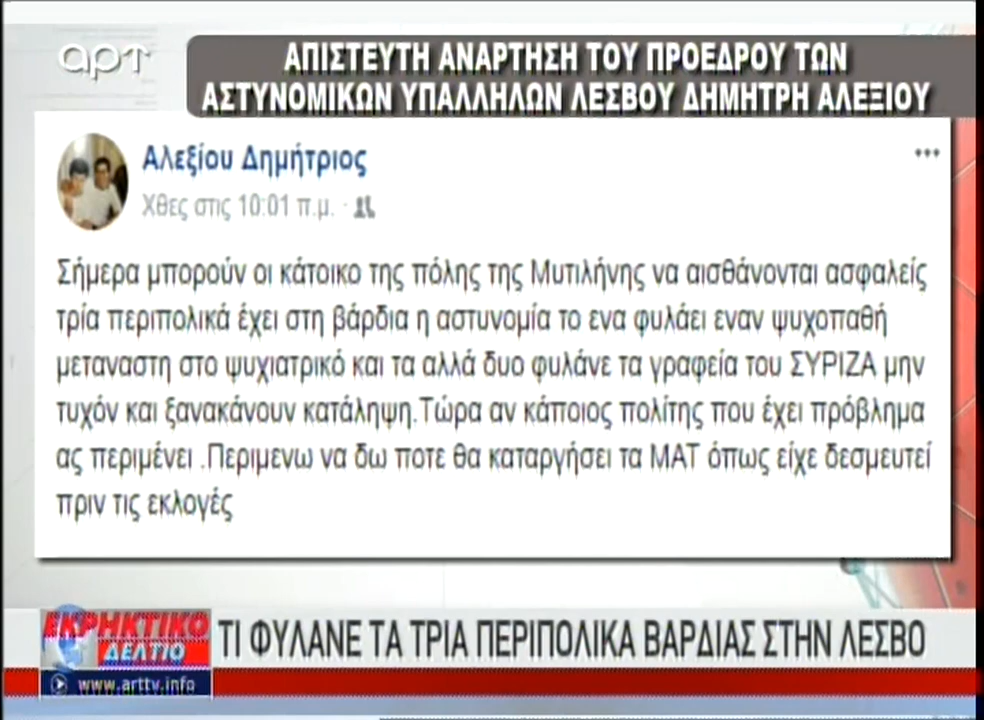 αρτ
ΑΠΙΣΤΕΥΤΗ ΑΝΑΡΤΗΣΗ ΤΟΥ ΠΡΟΕΔΡΟΥ ΤΩΝ
ΑΣΤΥΝΟΜΙΚΩΝ ΥΠΑΛΛΗΛΩΝ ΛΕΣΒΟΥ ΔΗΜΗΤΡΗ ΑΛΕΞΙΟΥ
Αλεξίου Δημήτριος
Χθες στις 10:01 π.μ. ·
Σήμερα μπορούν οι κάτοικο της πόλης της Μυτιλήνης να αισθάνονται ασφαλείς
τρία περιπολικά έχει στη βάρδια η αστυνομία το ενα φυλάει εναν ψυχοπαθή
μεταναστη στο ψυχιατρικό και τα αλλά δυο φυλάνε τα γραφεία του ΣΥΡΙΖΑ μην
τυχόν και ξανακάνουν κατάληψη.Τώρα αν κάποιος πολίτης που έχει πρόβλημα
ας περιμένει .Περιμενω να δω ποτε θα καταργήσει τα ΜΑΤ όπως είχε δεσμευτεί
πριν τις εκλογές
ΕΚΡΗΚΤΙΚΟ
ΔΕΛΤΙΟ
www.arttv.info
ΤΙ ΦΥΛΑΝΕ ΤΑ ΤΡΙΑ ΠΕΡΙΠΟΛΙΚΑ ΒΑΡΔΙΑΣ ΣΤΗΝ ΛΕΣΒΟ